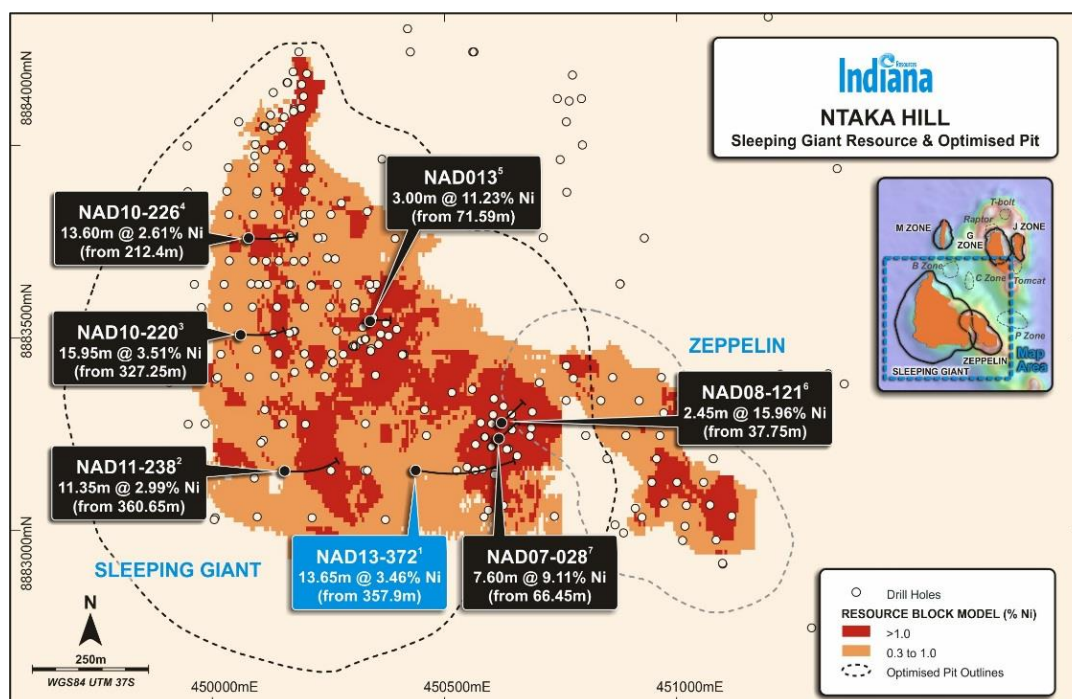 Indiana
Resources
NTAKA HILL
Sleeping Giant Resource & Optimised Pit
8884000mN
8883500mN
8883000mN
NAD013⁵
3.00m @ 11.23% Ni
(from 71.59m)
NAD10-226⁴
13.60m @ 2.61% Ni
(from 212.4m)
NAD10-220³
15.95m @ 3.51% Ni
(from 327.25m)
NAD11-238²
11.35m @ 2.99% Ni
(from 360.65m)
NAD13-372¹
13.65m @ 3.46% Ni
(from 357.9m)
NAD07-028⁷
7.60m @ 9.11% Ni
(from 66.45m)
NAD08-121⁶
2.45m @ 15.96% Ni
(from 37.75m)
ZEPPELIN
SLEEPING GIANT
T-bolt
Raptor
M ZONE
G
ZONE
J ZONE
B Zone
C Zone
Tomcat
P Zone
ZEPPELIN
SLEEPING GIANT
Map
Area
N
250m
WGS84 UTM 37S
450000mE
450500mE
451000mE
Drill Holes
RESOURCE BLOCK MODEL (% Ni)
>1.0
0.3 to 1.0
Optimised Pit Outlines